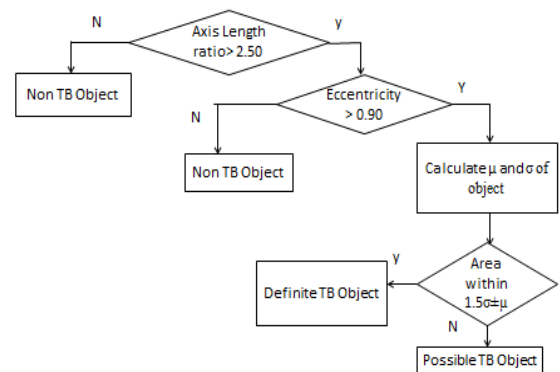 N
Axis Length
ratio> 2.50
y
Non TB Object
Eccentricity
> 0.90
N
Y
Non TB Object
Calculate μ and σ of
object
y
Area
within
1.5σ±μ
Definite TB Object
N
Possible TB Object